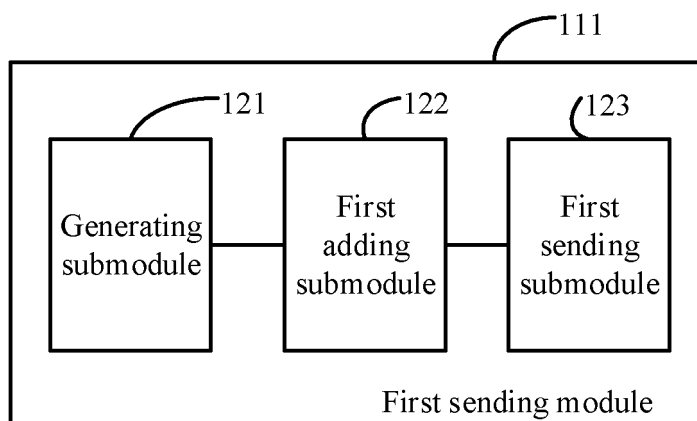 111
121
122
123
Generating
submodule
First
adding
submodule
First
sending
submodule
First sending module